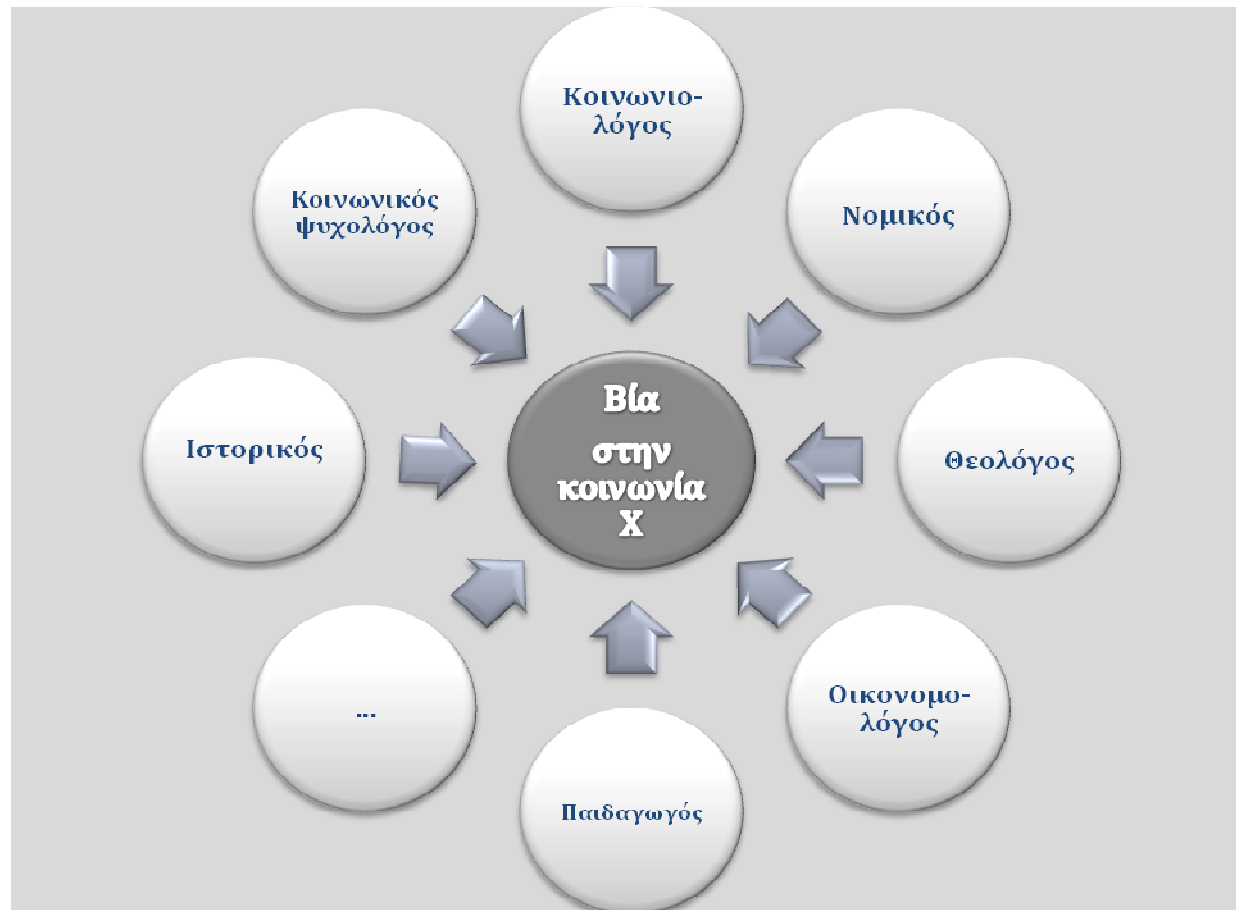 Κοινωνιο-
λόγος
Κοινωνικός
ψυχολόγος
Νομικός
Βία
στην
κοινωνία
Χ
Ιστορικός
Θεολόγος
...
Οικονομο-
λόγος
Παιδαγωγός